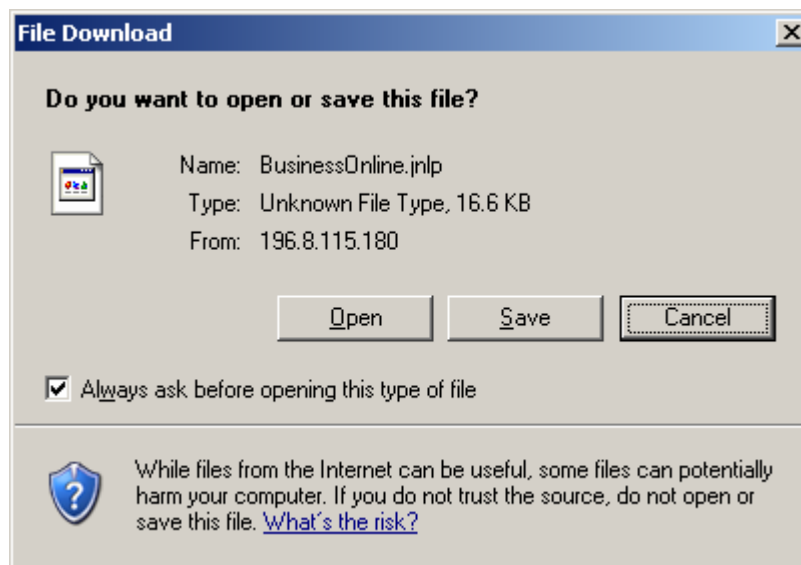 File Download
Do you want to open or save this file?
Name: BusinessOnline.jnlp
Type: Unknown File Type, 16.6 KB
From: 196.8.115.180
Open Save Cancel
Always ask before opening this type of file
While files from the Internet can be useful, some files can potentially
harm your computer. If you do not trust the source, do not open or
save this file. What's the risk?